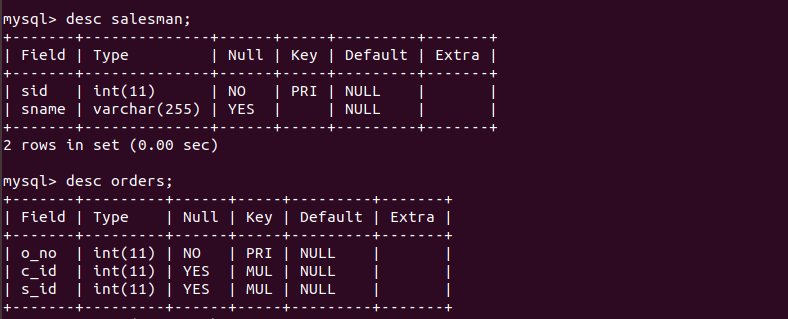 mysql> desc salesman;
+-------+--------------+------+-----+---------+-------+
| Field | Type         | Null | Key | Default | Extra |
+-------+--------------+------+-----+---------+-------+
| sid   | int(11)      | NO   | PRI | NULL    |       |
| sname | varchar(255) | YES  |     | NULL    |       |
+-------+--------------+------+-----+---------+-------+
2 rows in set (0.00 sec)

mysql> desc orders;
+-------+---------+------+-----+---------+-------+
| Field | Type    | Null | Key | Default | Extra |
+-------+---------+------+-----+---------+-------+
| o_no  | int(11) | NO   | PRI | NULL    |       |
| c_id  | int(11) | YES  | MUL | NULL    |       |
| s_id  | int(11) | YES  | MUL | NULL    |       |
+-------+---------+------+-----+---------+-------+